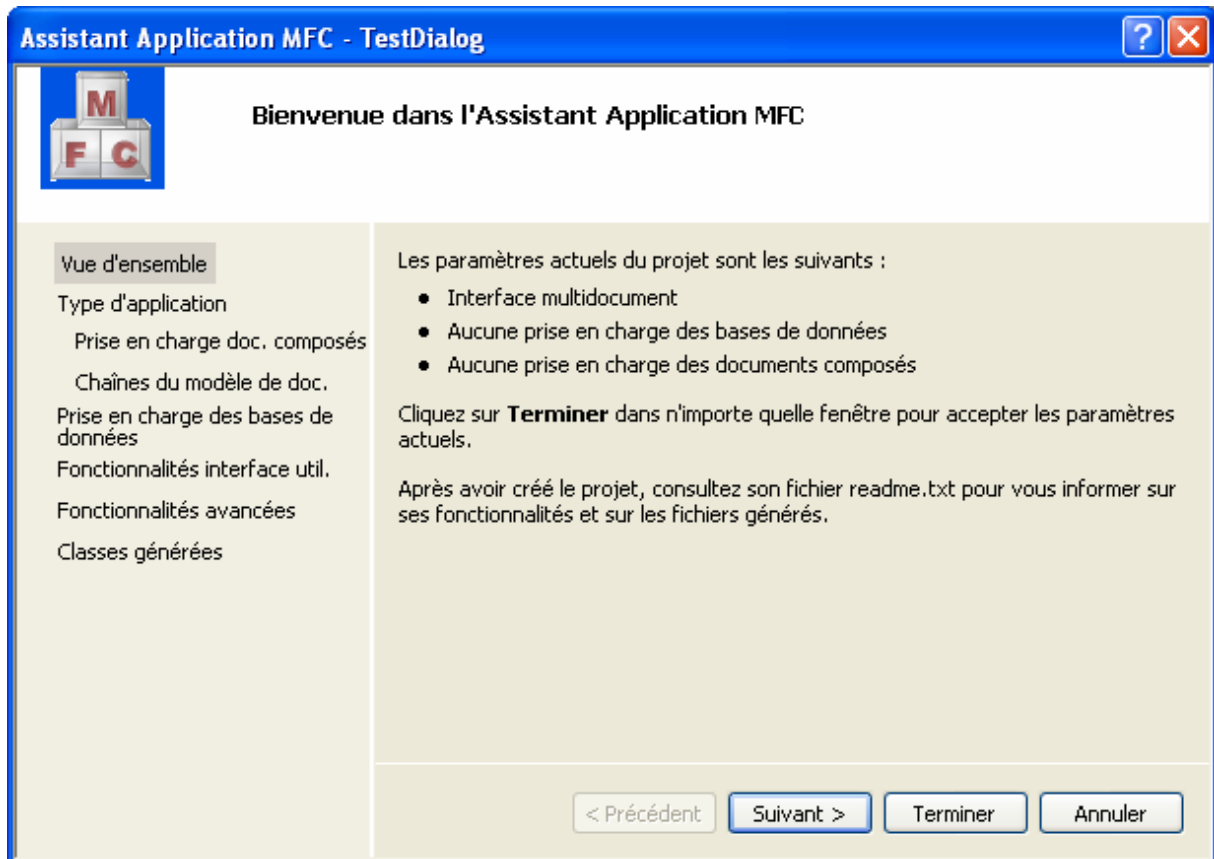 Assistant Application MFC - TestDialog
M
F C
Bienvenue dans l'Assistant Application MFC
Vue d'ensemble
Type d'application
Prise en charge doc. composés
Chaînes du modèle de doc.
Prise en charge des bases de
données
Fonctionnalités interface util.
Fonctionnalités avancées
Classes générées
Les paramètres actuels du projet sont les suivants :
● Interface multidocument
● Aucune prise en charge des bases de données
● Aucune prise en charge des documents composés
Cliquez sur Terminer dans n'importe quelle fenêtre pour accepter les paramètres
actuels.
Après avoir créé le projet, consultez son fichier readme.txt pour vous informer sur
ses fonctionnalités et sur les fichiers générés.
< Précédent Suivant > Terminer Annuler